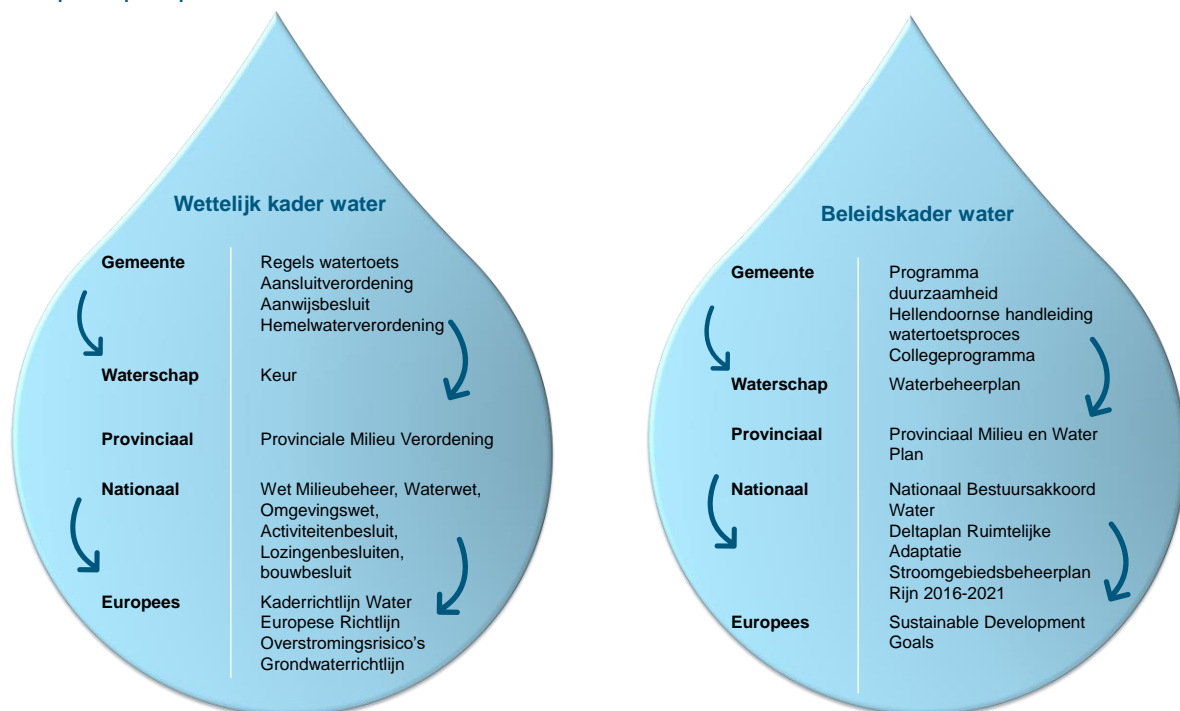 Wettelijk kader water
Gemeente
Regels watertoets
Aansluitverordening
Aanwijsbesluit
Hemelwaterverordening
Waterschap
Keur
Provinciaal
Provinciale Milieu Verordening
Nationaal
Wet Milieubeheer, Waterwet,
Omgevingswet,
Activiteitenbesluit,
Lozingenbesluiten,
bouwbesluit
Europees
Kaderrichtlijn Water
Europese Richtlijn
Overstromingsrisico's
Grondwaterrichtlijn
Beleidskader water
Gemeente
Programma
duurzaamheid
Hellendoornse handleiding
watertoetsproces
Collegeprogramma
Waterschap
Waterbeheerplan
Provinciaal
Provinciaal Milieu en Water
Plan
Nationaal
Nationaal Bestuursakkoord
Water
Deltaplan Ruimtelijke
Adaptatie
Stroomgebiedsbeheerplan
Rijn 2016-2021
Europees
Sustainable Development
Goals